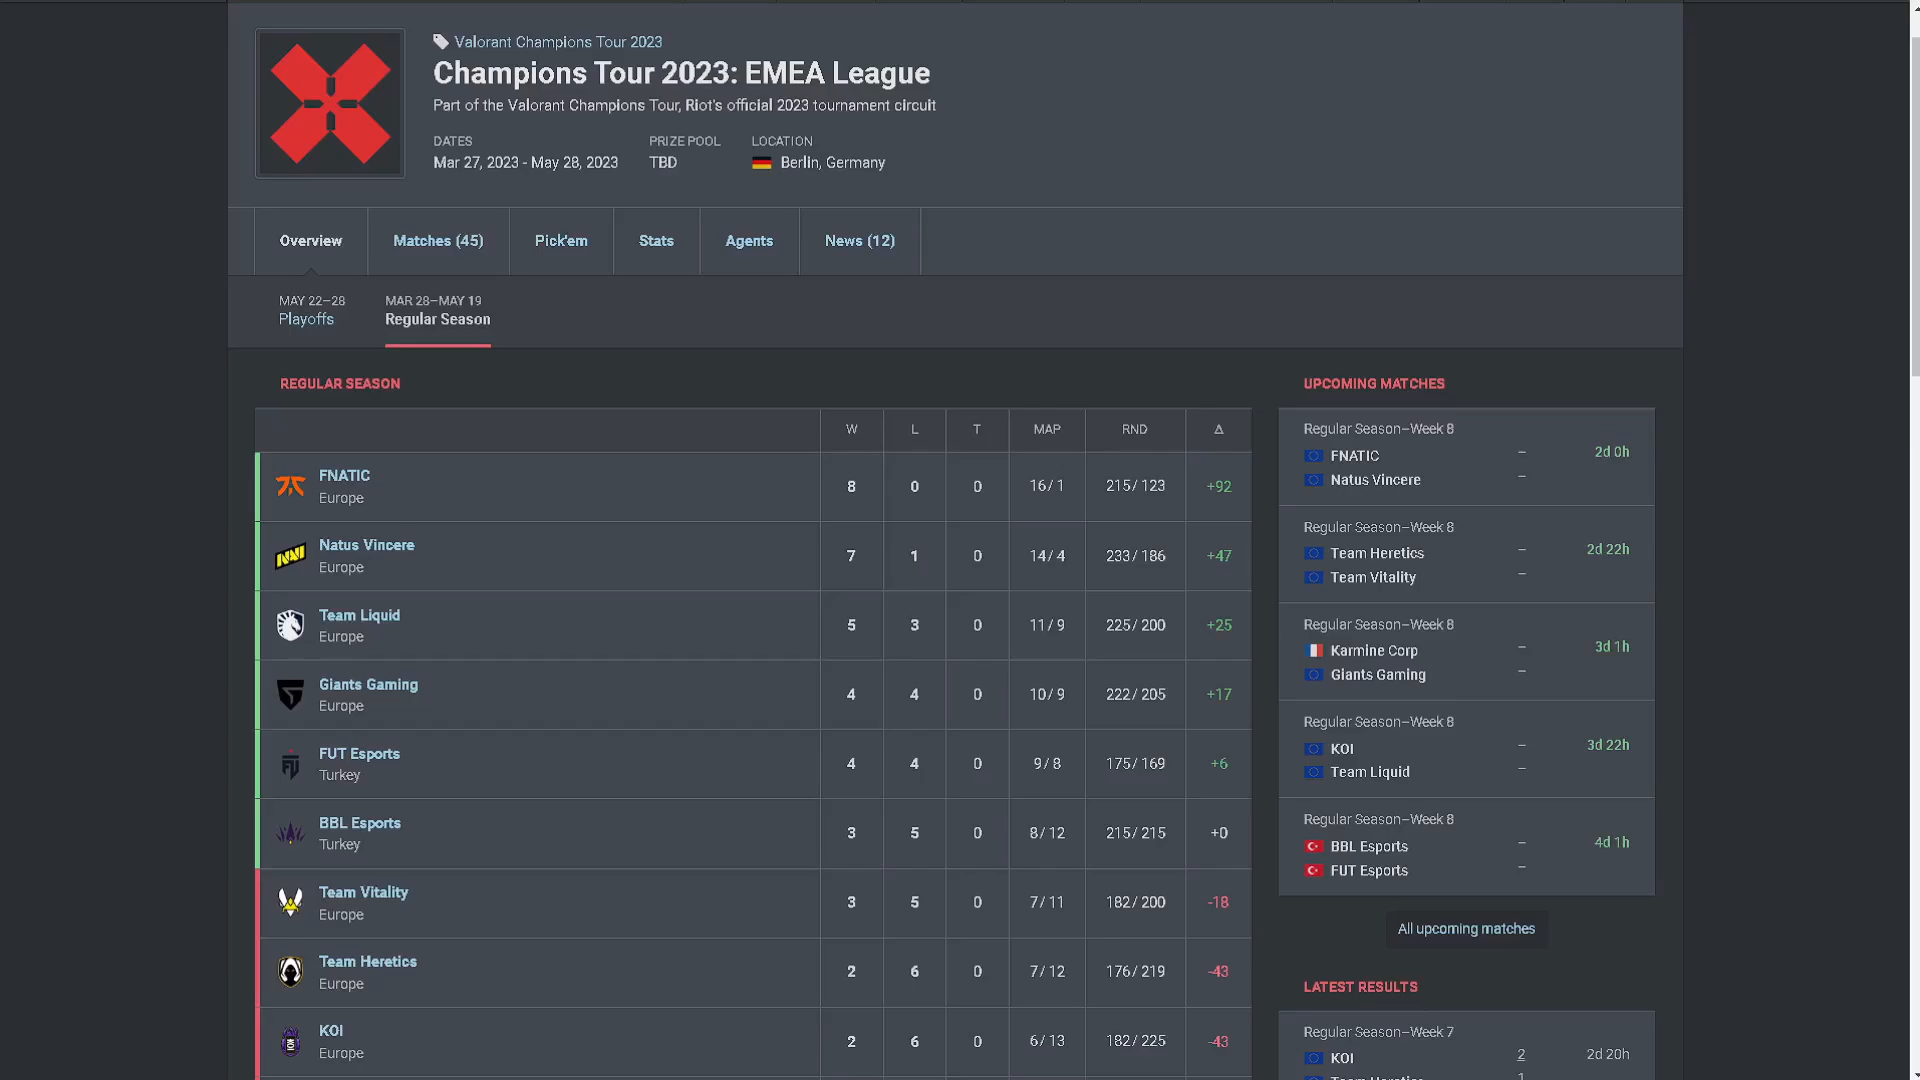 Valorant Champions Tour 2023
Champions Tour 2023: EMEA League
Part of the Valorant Champions Tour, Riot's official 2023 tournament circuit
DATES PRIZE POOL LOCATION
Mar 27, 2023 - May 28, 2023 TBD Berlin, Germany
Overview Matches (45) Pick'em Stats Agents News (12)
MAY 22–28 MAR 28–MAY 19
Playoffs Regular Season
REGULAR SEASON
W L T MAP RND Δ
FNATIC
Europe
8 0 0 16/ 1 215/ 123 +92
Natus Vincere
Europe
7 1 0 14/ 4 233/ 186 +47
Team Liquid
Europe
5 3 0 11/ 9 225/ 200 +25
Giants Gaming
Europe
4 4 0 10/ 9 222/ 205 +17
FUT Esports
Turkey
4 4 0 9/ 8 175/ 169 +6
BBL Esports
Turkey
3 5 0 8/ 12 215/ 215 +0
Team Vitality
Europe
3 5 0 7/ 11 182/ 200 -18
Team Heretics
Europe
2 6 0 7/ 12 176/ 219 -43
KOI
Europe
2 6 0 6/ 13 182/ 225 -43
UPCOMING MATCHES
Regular Season–Week 8
FNATIC – 2d 0h
Natus Vincere –
Regular Season–Week 8
Team Heretics – 2d 22h
Team Vitality –
Regular Season–Week 8
Karmine Corp – 3d 1h
Giants Gaming –
Regular Season–Week 8
KOI – 3d 22h
Team Liquid –
Regular Season–Week 8
BBL Esports – 4d 1h
FUT Esports –
All upcoming matches
LATEST RESULTS
Regular Season–Week 7
KOI 2 2d 20h
Team Heretics 1